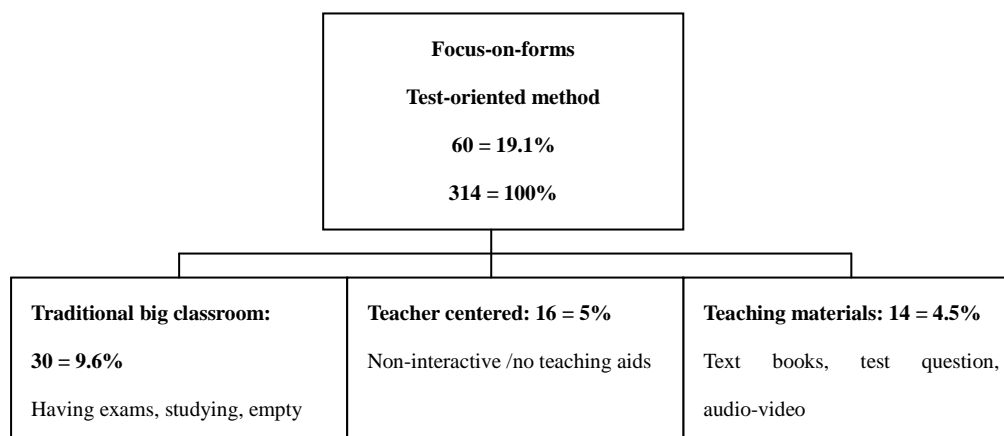 Focus-on-forms
Test-oriented method
60 = 19.1%
314 = 100%
Traditional big classroom:
30 = 9.6%
Having exams, studying, empty
Teacher centered: 16 = 5%
Non-interactive /no teaching aids
Teaching materials: 14 = 4.5%
Text books, test question,
audio-video